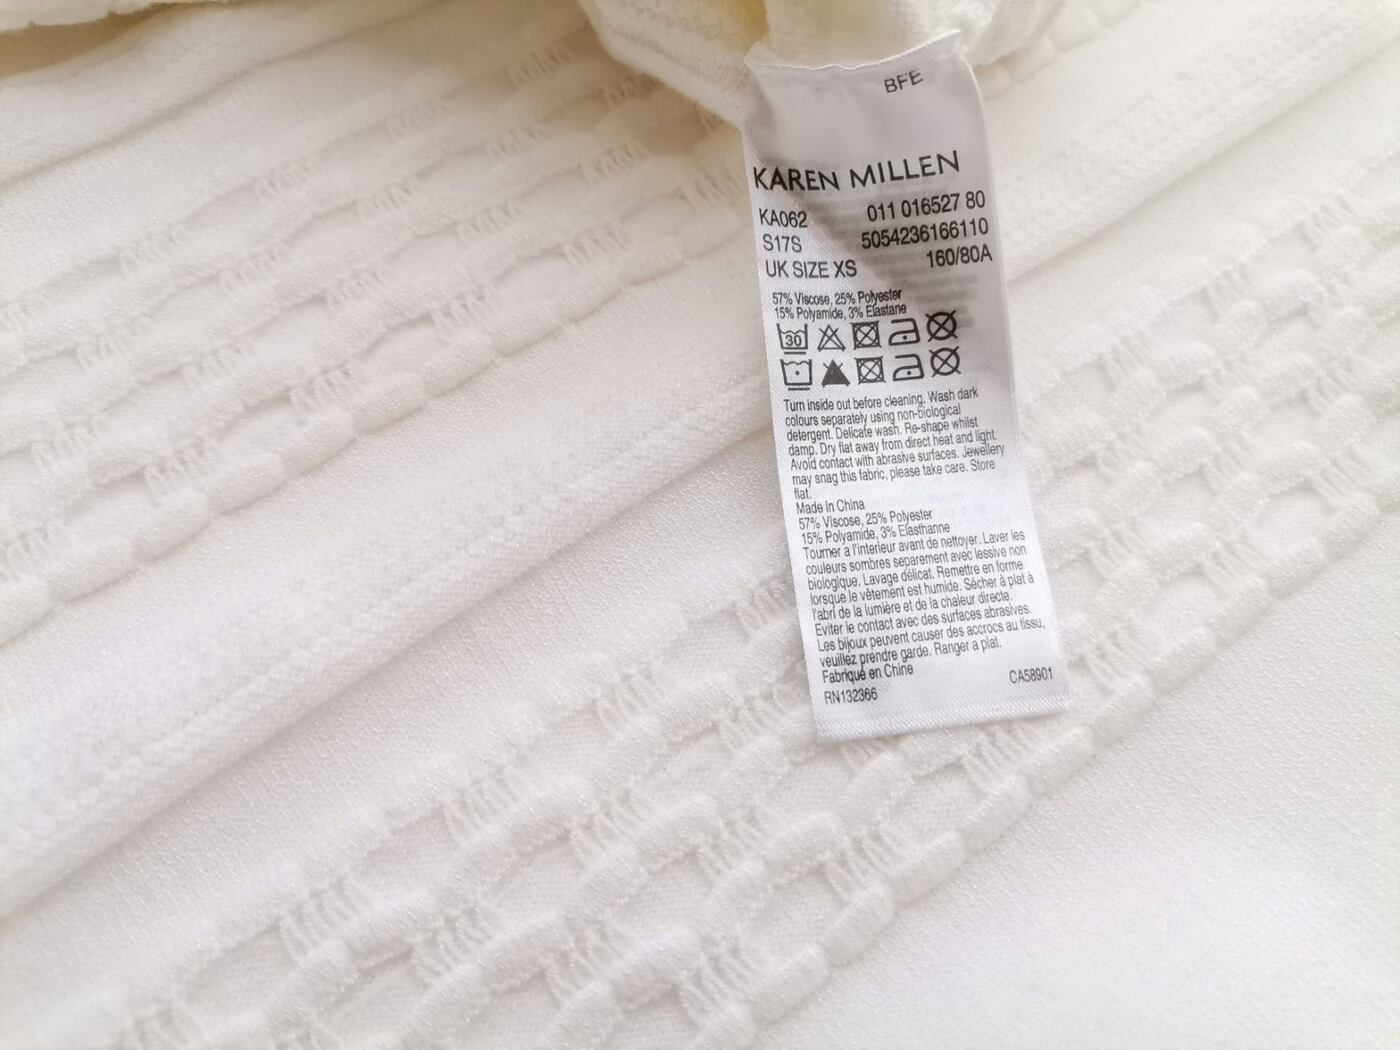 BFE
KAREN MILLEN
KA062 011 016527 80
S17S 5054236166110
UK SIZE XS 160/80A
57% Viscose, 25% Polyester
15% Polyamide, 3% Elastane
30
Turn inside out before cleaning. Wash dark
colours separately using non-biological
detergent. Delicate wash. Re-shape whilst
damp. Dry flat away from direct heat and light.
Avoid contact with abrasive surfaces. Jewellery
may snag this fabric, please take care. Store
flat.
Made in China
57% Viscose, 25% Polyester
15% Polyamide, 3% Elasthanne
Tourner a l'interieur avant de nettoyer. Laver les
couleurs sombres separement avec lessive non
biologique. Lavage délicat. Remettre en forme
lorsque le vêtement est humide. Sécher à plat à
l'abri de la lumière et de la chaleur directe.
Eviter le contact avec des surfaces abrasives.
Les bijoux peuvent causer des accrocs au tissu,
veuillez prendre garde. Ranger a plat.
Fabriqué en Chine
RN132366 CA58901